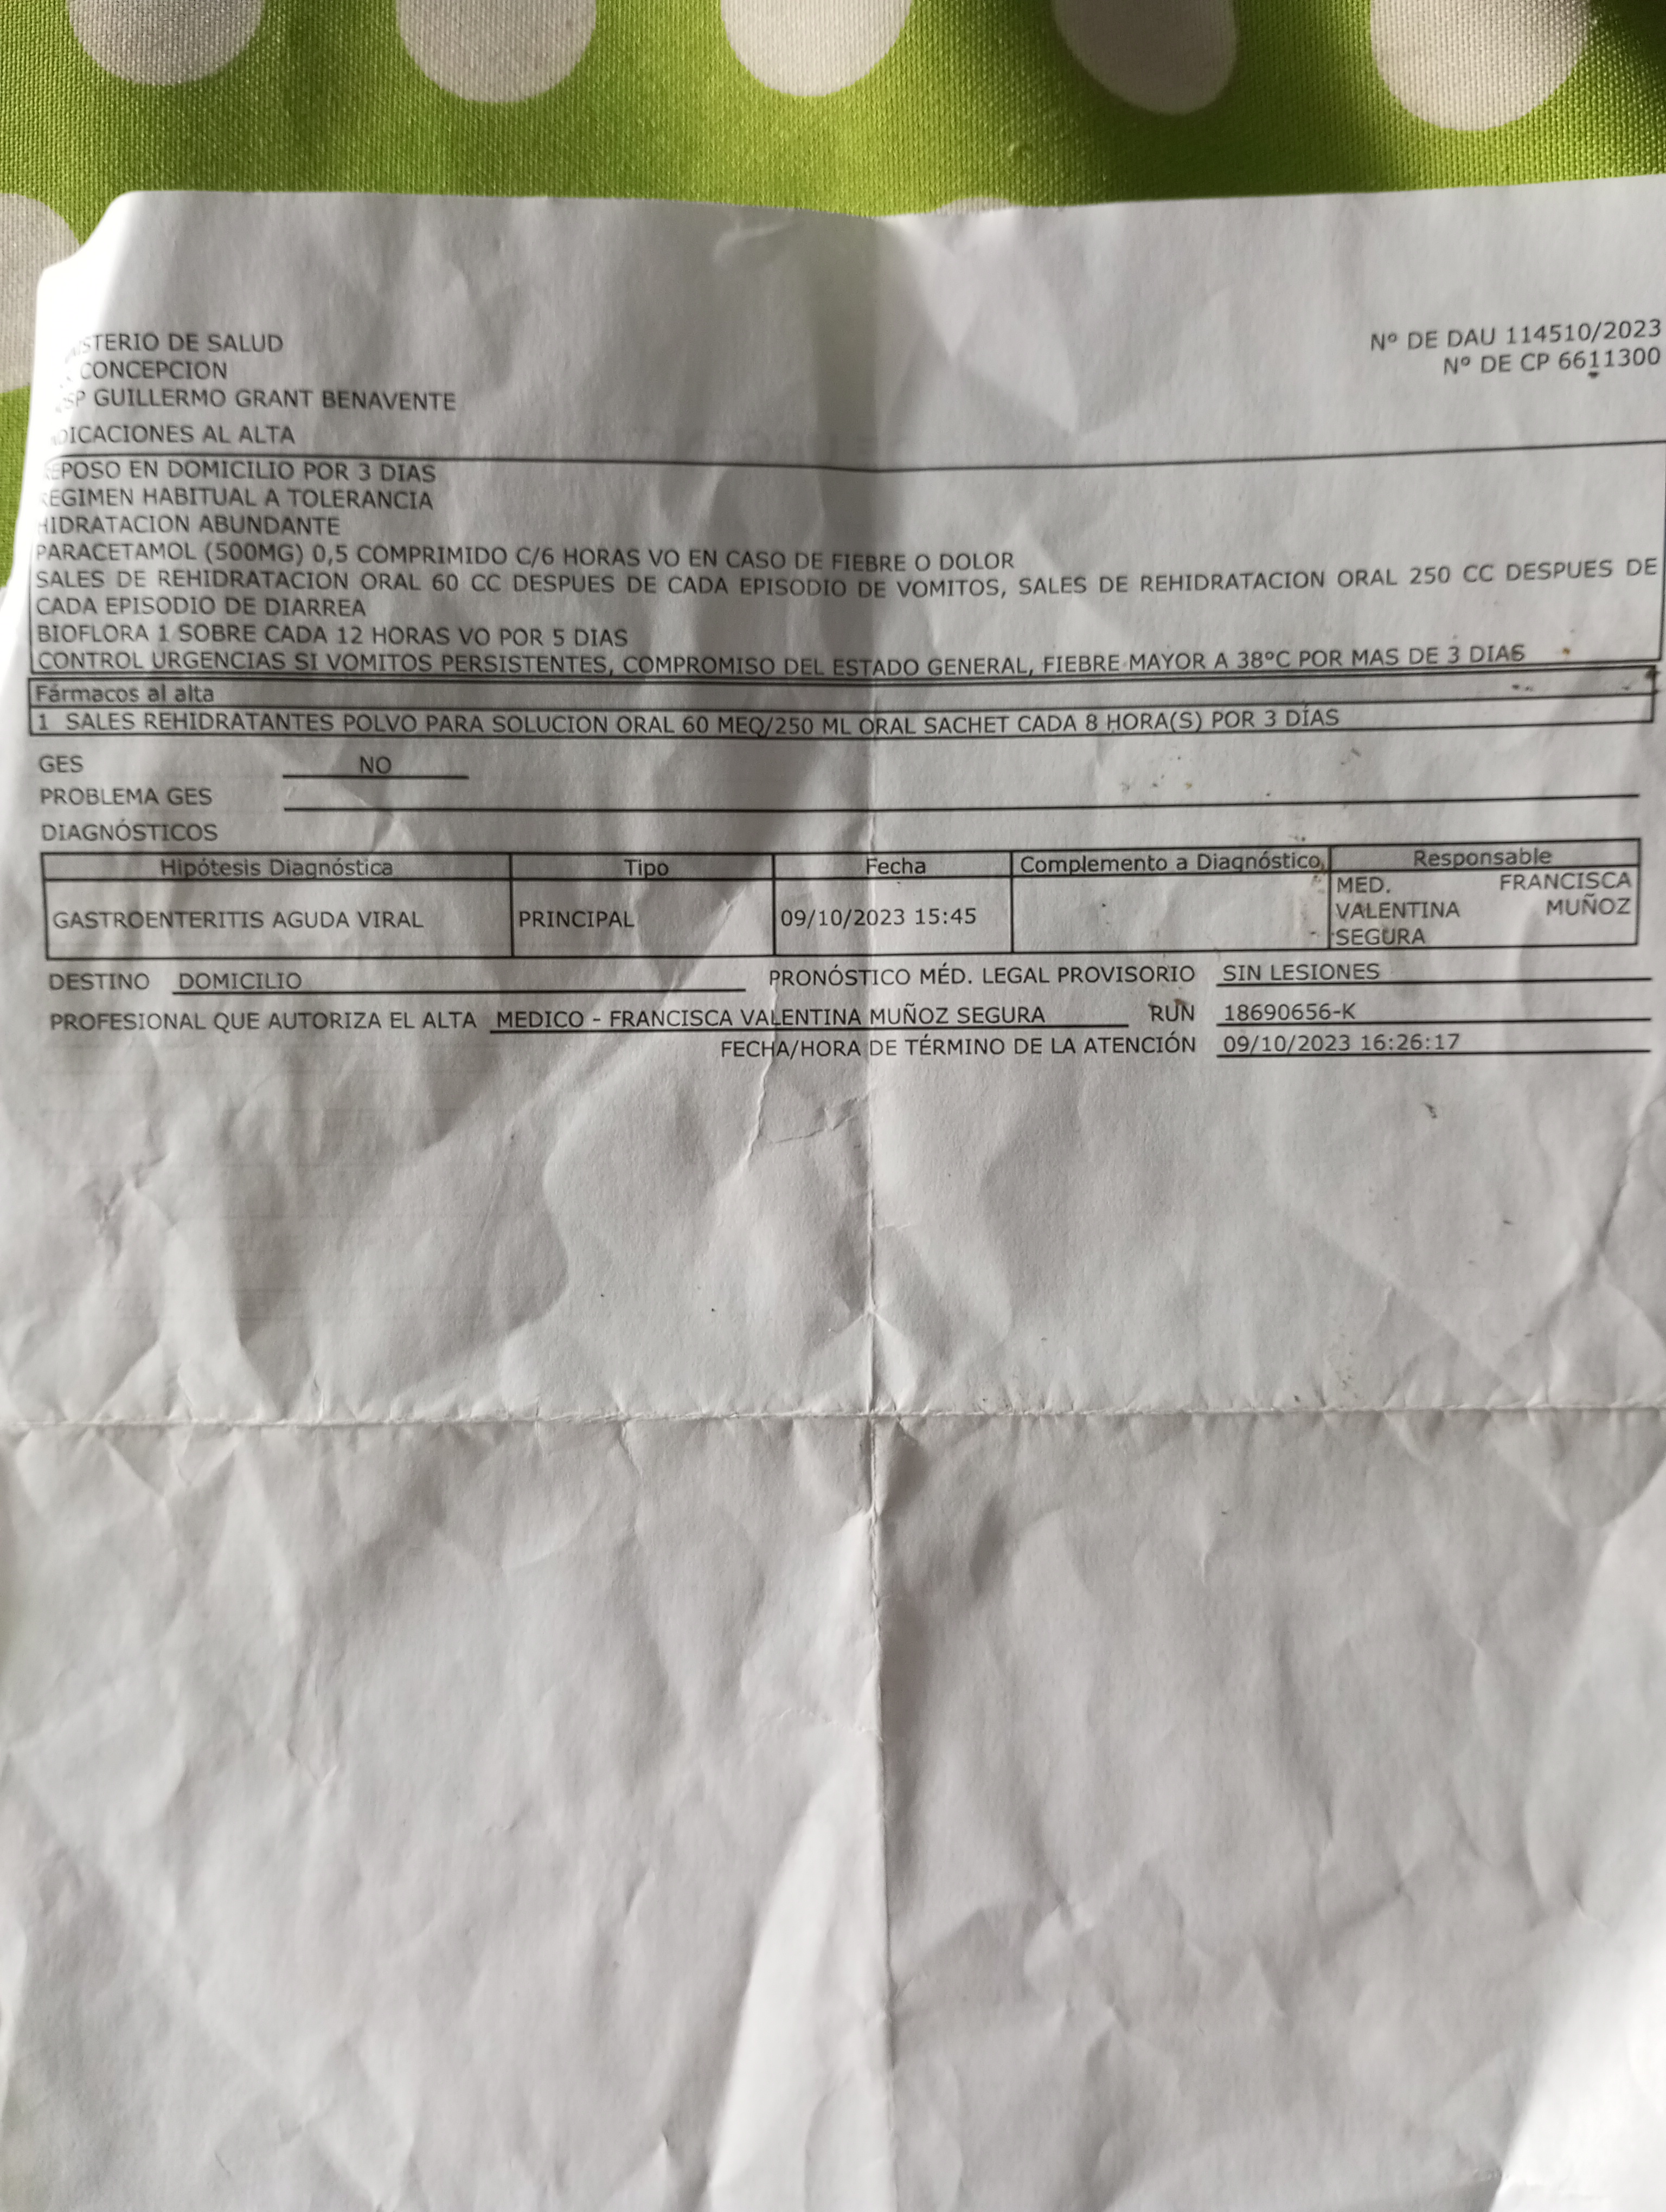 STERIO DE SALUD
CONCEPCION
SP GUILLERMO GRANT BENAVENTE
Nº DE DAU 114510/2023
Nº DE CP 6611300
DICACIONES AL ALTA
EPOSO EN DOMICILIO POR 3 DIAS
REGIMEN HABITUAL A TOLERANCIA
HIDRATACION ABUNDANTE
PARACETAMOL (500MG) 0,5 COMPRIMIDO C/6 HORAS VO EN CASO DE FIEBRE O DOLOR
SALES DE REHIDRATACION ORAL 60 CC DESPUES DE CADA EPISODIO DE VOMITOS, SALES DE REHIDRATACION ORAL 250 CC DESPUES DE
CADA EPISODIO DE DIARREA
BIOFLORA 1 SOBRE CADA 12 HORAS VO POR 5 DIAS
CONTROL URGENCIAS SI VOMITOS PERSISTENTES, COMPROMISO DEL ESTADO GENERAL, FIEBRE MAYOR A 38ºC POR MAS DE 3 DIAS
Fármacos al alta
1 SALES REHIDRATANTES POLVO PARA SOLUCION ORAL 60 MEQ/250 ML ORAL SACHET CADA 8 HORA(S) POR 3 DÍAS
GES NO
PROBLEMA GES
DIAGNÓSTICOS
Hipótesis Diagnóstica Tipo Fecha Complemento a Diagnóstico Responsable
GASTROENTERITIS AGUDA VIRAL PRINCIPAL 09/10/2023 15:45 MED. FRANCISCA
VALENTINA MUÑOZ
SEGURA
DESTINO DOMICILIO PRONÓSTICO MÉD. LEGAL PROVISORIO SIN LESIONES
PROFESIONAL QUE AUTORIZA EL ALTA MEDICO - FRANCISCA VALENTINA MUÑOZ SEGURA RUN 18690656-K
FECHA/HORA DE TÉRMINO DE LA ATENCIÓN 09/10/2023 16:26:17